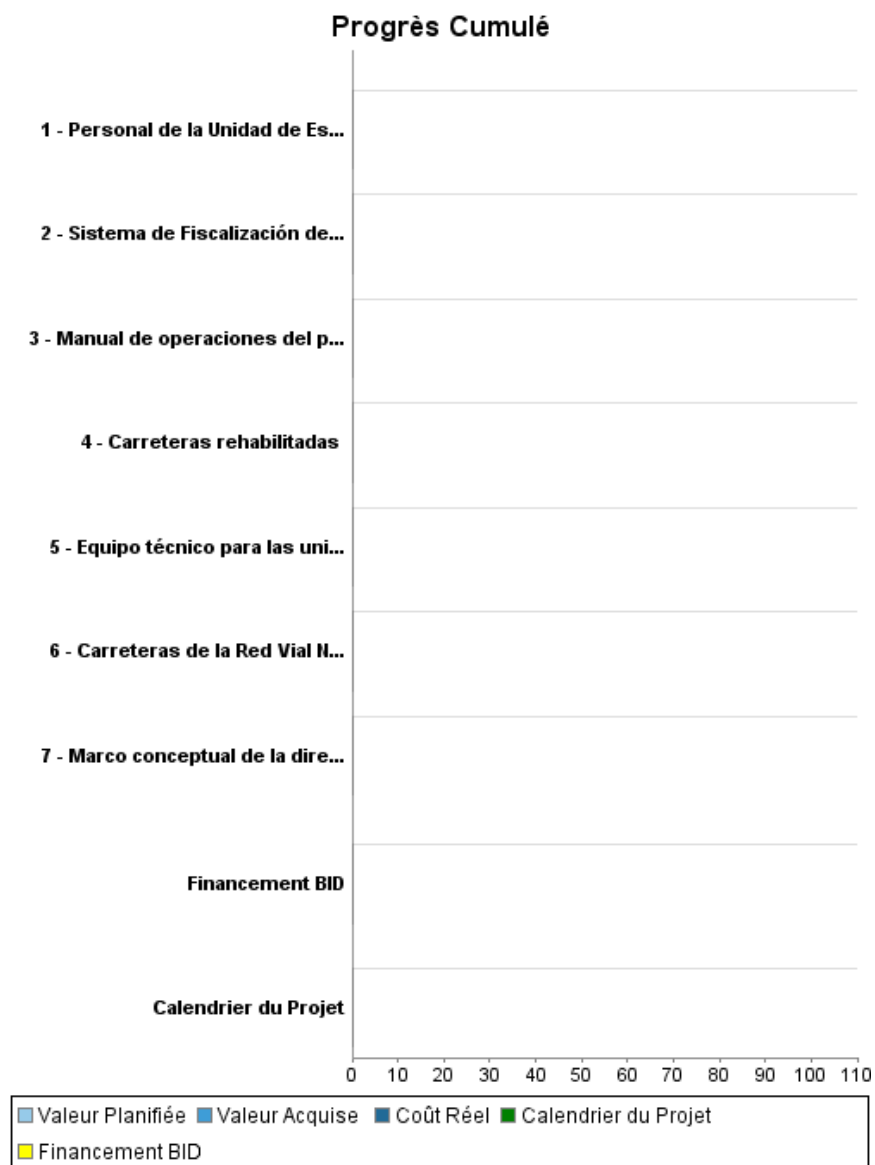 Progrès Cumulé
1 - Personal de la Unidad de Es...
2 - Sistema de Fiscalización de...
3 - Manual de operaciones del p...
4 - Carreteras rehabilitadas
5 - Equipo técnico para las uni...
6 - Carreteras de la Red Vial N...
7 - Marco conceptual de la dire...
Financement BID
Calendrier du Projet
0 10 20 30 40 50 60 70 80 90 100 110
Valeur Planifiée Valeur Acquise Coût Réel Calendrier du Projet
Financement BID